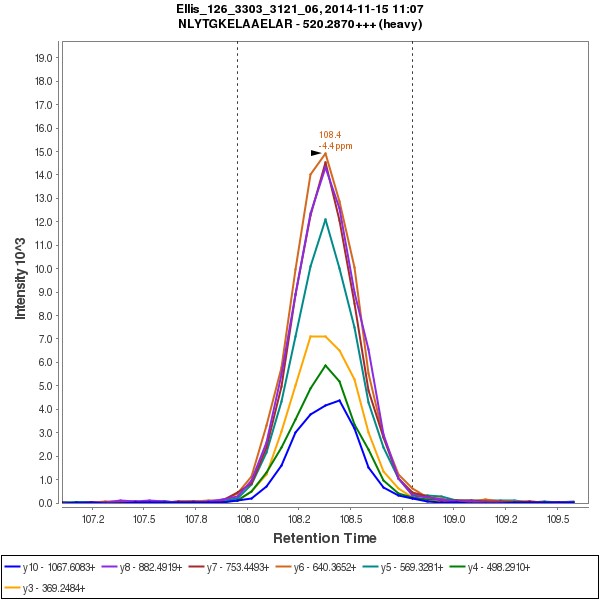 Ellis_126_3303_3121_06, 2014-11-15 11:07
NLYTGKELAAELAR - 520.2870+++ (heavy)
19.0
18.0
17.0
16.0
15.0
14.0
13.0
12.0
11.0
10.0
9.0
8.0
7.0
6.0
5.0
4.0
3.0
2.0
1.0
0.0
Intensity 10^3
108.4
-4.4 ppm
107.2 107.5 107.8 108.0 108.2 108.5 108.8 109.0 109.2 109.5
Retention Time
y10 - 1067.6083+ y8 - 882.4919+ y7 - 753.4493+ y6 - 640.3652+ y5 - 569.3281+ y4 - 498.2910+
y3 - 369.2484+